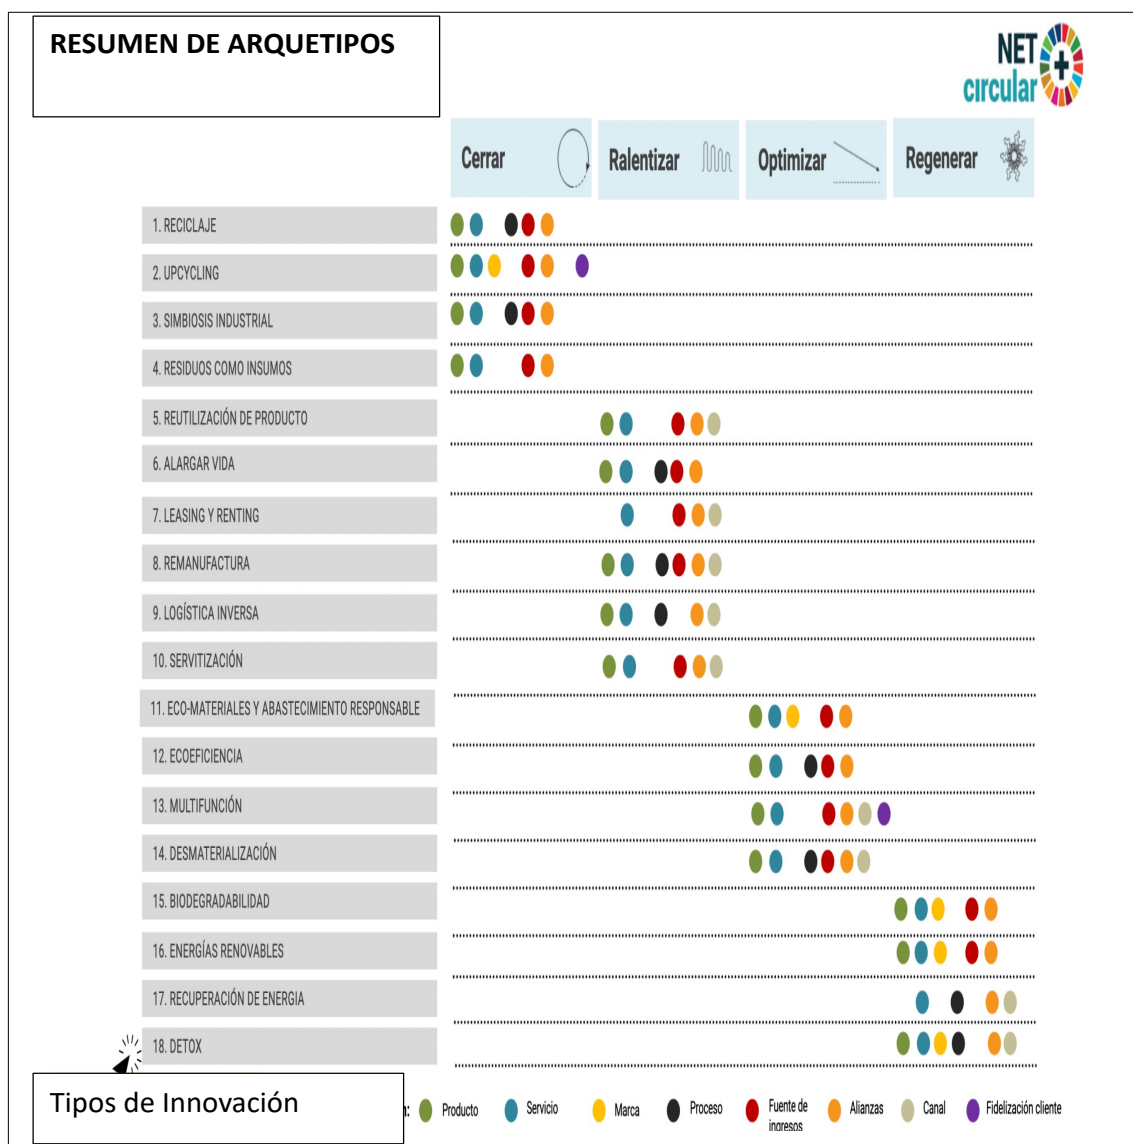 RESUMEN DE ARQUETIPOS
NET
circular
Cerrar
Ralentizar
Optimizar
Regenerar
1. RECICLAJE
2. UPCYCLING
3. SIMBIOSIS INDUSTRIAL
4. RESIDUOS COMO INSUMOS
5. REUTILIZACIÓN DE PRODUCTO
6. ALARGAR VIDA
7. LEASING Y RENTING
8. REMANUFACTURA
9. LOGÍSTICA INVERSA
10. SERVITIZACIÓN
11. ECO-MATERIALES Y ABASTECIMIENTO RESPONSABLE
12. ECOEFICIENCIA
13. MULTIFUNCIÓN
14. DESMATERIALIZACIÓN
15. BIODEGRADABILIDAD
16. ENERGÍAS RENOVABLES
17. RECUPERACIÓN DE ENERGIA
18. DETOX
Tipos de Innovación
Producto
Servicio
Marca
Proceso
Fuente de
ingresos
Alianzas
Canal
Fidelización cliente